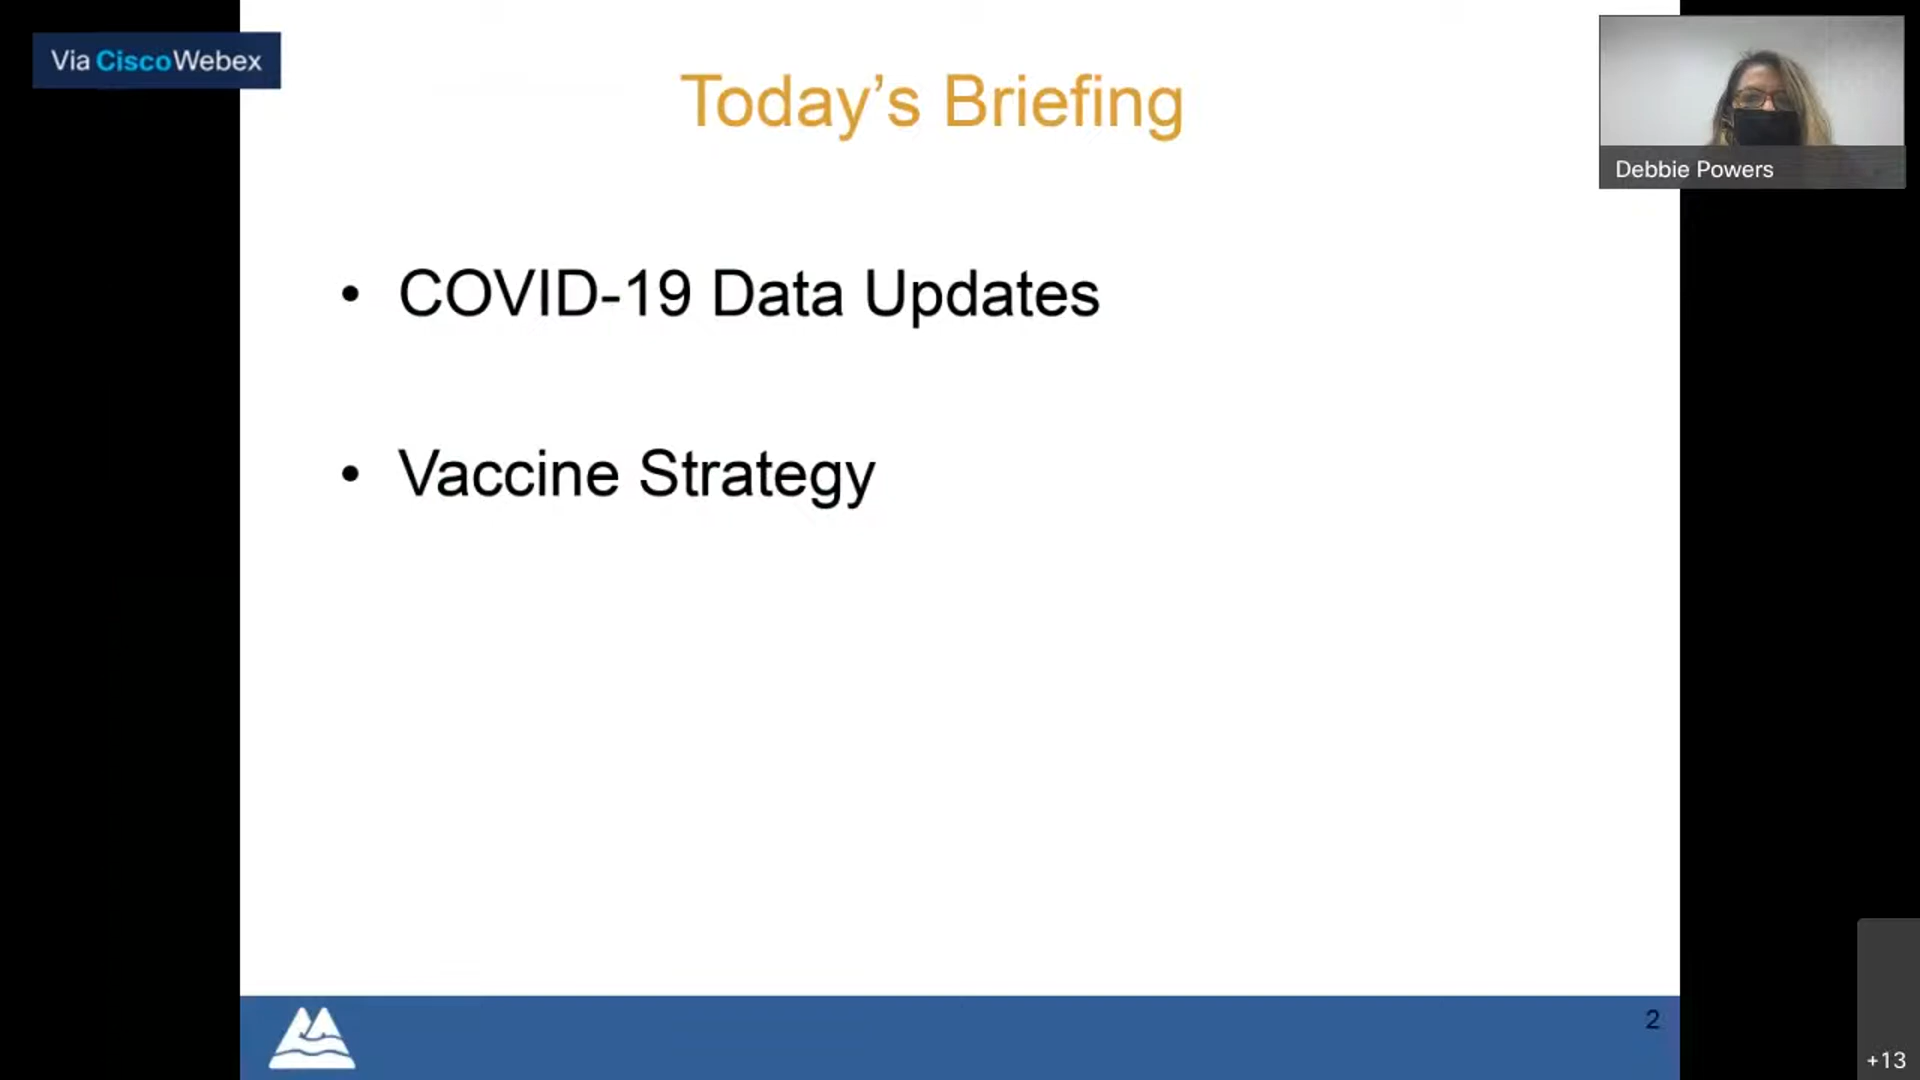 Via CiscoWebex
Today’s Briefing
Debbie Powers
• COVID-19 Data Updates
• Vaccine Strategy
2
+13